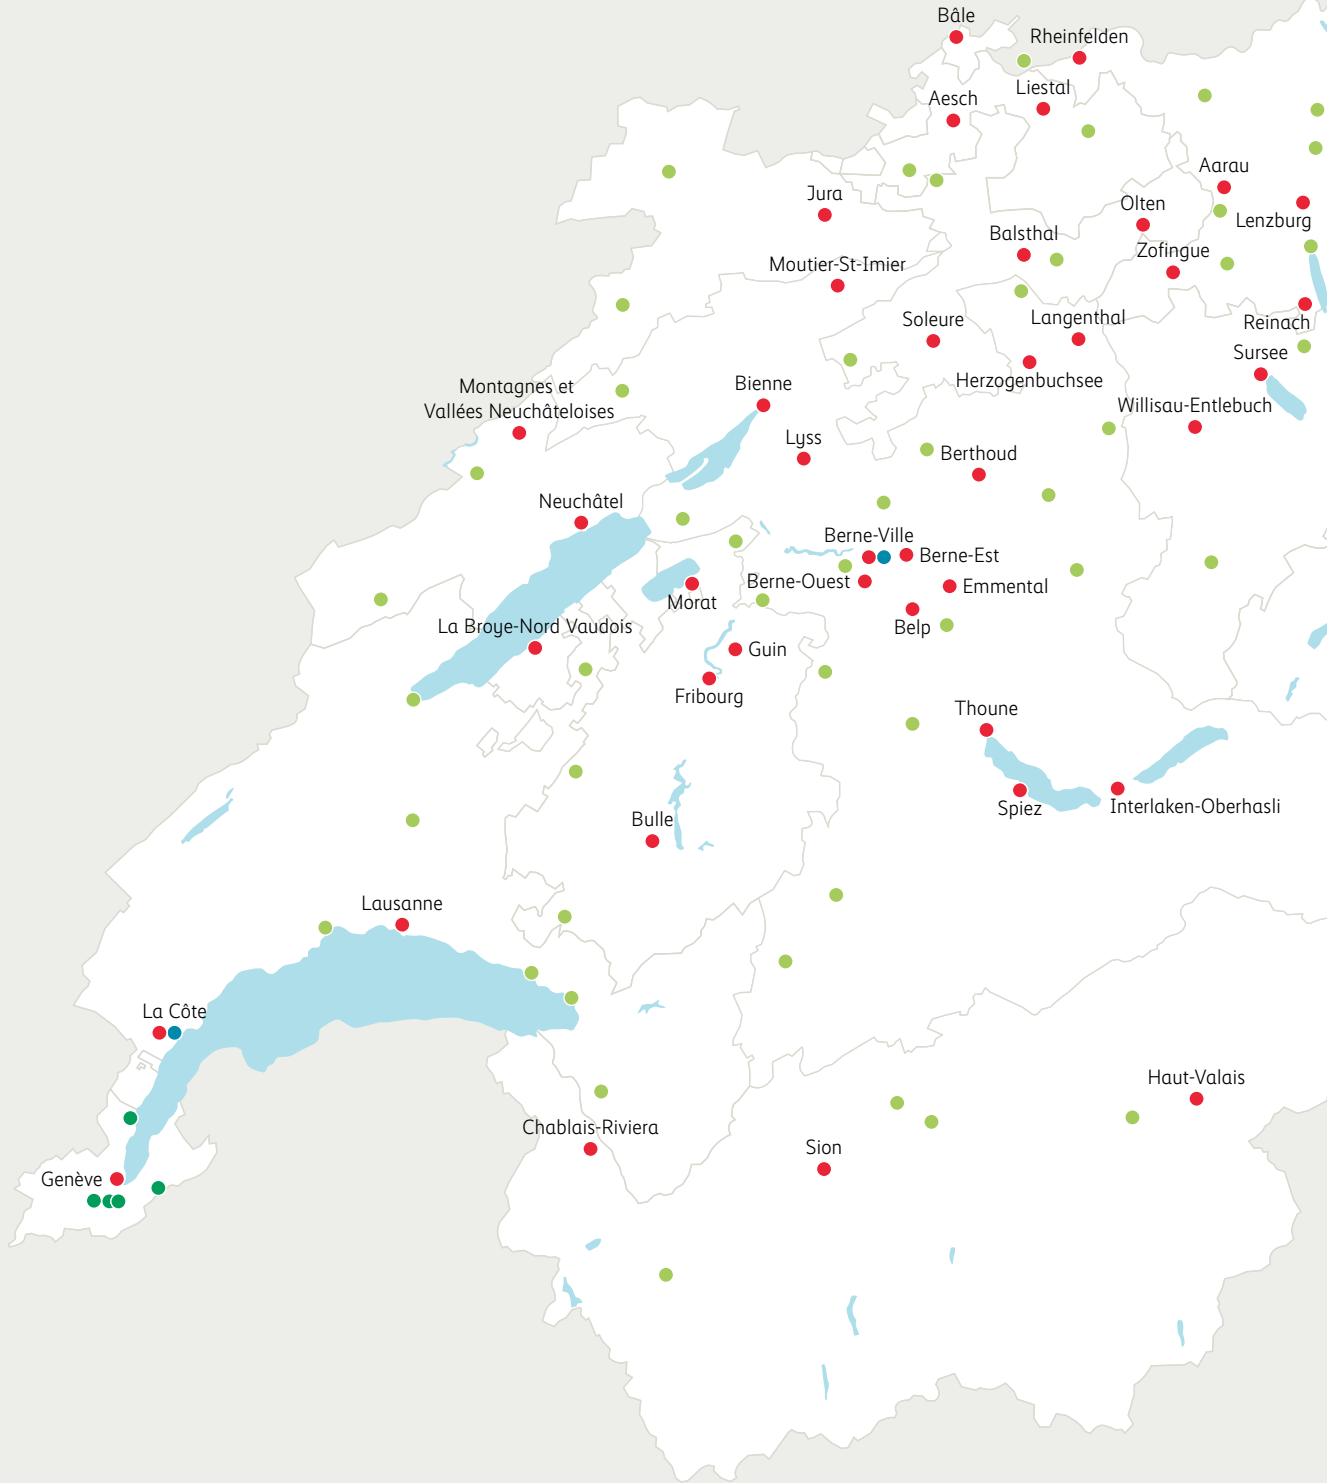 Bâle
Rheinfelden
Liestal
Aesch
Aarau
Jura
Olten
Lenzburg
Balsthal
Zofingue
Moutier-St-Imier
Soleure
Langenthal
Reinach
Sursee
Herzogenbuchsee
Montagnes et
Vallées Neuchâteloises
Bienne
Willisau-Entlebuch
Lyss
Berthoud
Neuchâtel
Berne-Ville
Berne-Est
Berne-Ouest
Emmental
Morat
Belp
La Broye-Nord Vaudois
Guin
Fribourg
Thoune
Spiez
Interlaken-Oberhasli
Bulle
Lausanne
La Côte
Haut-Valais
Chablais-Riviera
Sion
Genève